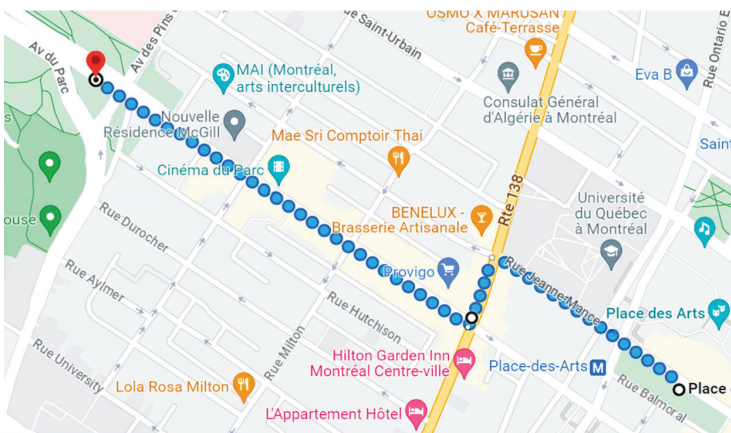 OSMO X MARUSAN
Café-Terrasse
Rue Saint-Urbain
Av des Pins
Av du Parc
MAI (Montréal,
arts interculturels)
Eva B
Rue Ontario E
Consulat Général
d'Algérie à Montréal
Nouvelle
Résidence McGill
Mae Sri Comptoir Thai
Cinéma du Parc
Rte 138
Université
du Québec
à Montréal
BENELUX -
Brasserie Artisanale
Rue Durocher
Provigo
Rue Jeanne-Mance
Rue Aylmer
Rue Hutchison
Place des Arts
Rue University
Rue Milton
Hilton Garden Inn
Montréal Centre-ville
Place-des-Arts M
Lola Rosa Milton
Rue Balmoral
Place
L'Appartement Hôtel